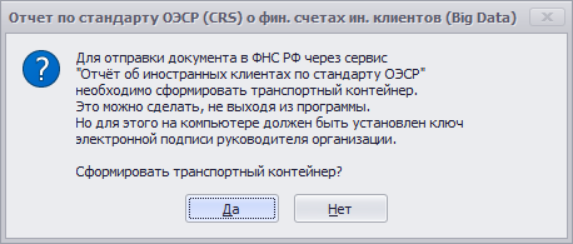 Отчет по стандарту ОЭСР (CRS) о фин. счетах ин. клиентов (Big Data)
Для отправки документа в ФНС РФ через сервис
"Отчёт об иностранных клиентах по стандарту ОЭСР"
необходимо сформировать транспортный контейнер.
Это можно сделать, не выходя из программы.
Но для этого на компьютере должен быть установлен ключ
электронной подписи руководителя организации.
Сформировать транспортный контейнер?
Да
Нет